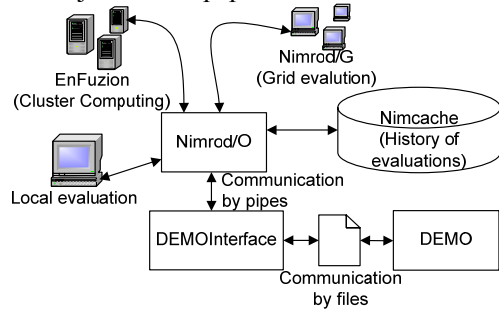 EnFuzion
(Cluster Computing)
Nimrod/G
(Grid evalution)
Nimrod/O
Nimcache
(History of
evaluations)
Local evaluation
Communication
by pipes
DEMOInterface
DEMO
Communication
by files